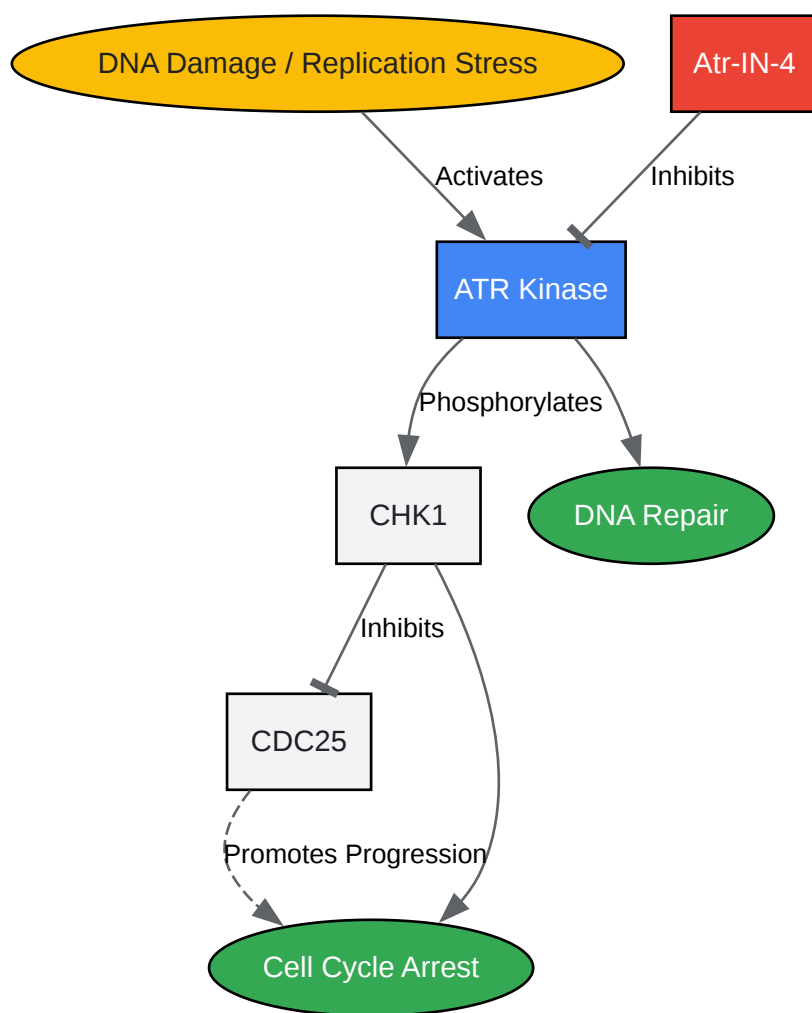 DNA Damage / Replication Stress
Atr-IN-4
Activates
Inhibits
ATR Kinase
Phosphorylates
CHK1
DNA Repair
Inhibits
CDC25
Promotes Progression
Cell Cycle Arrest